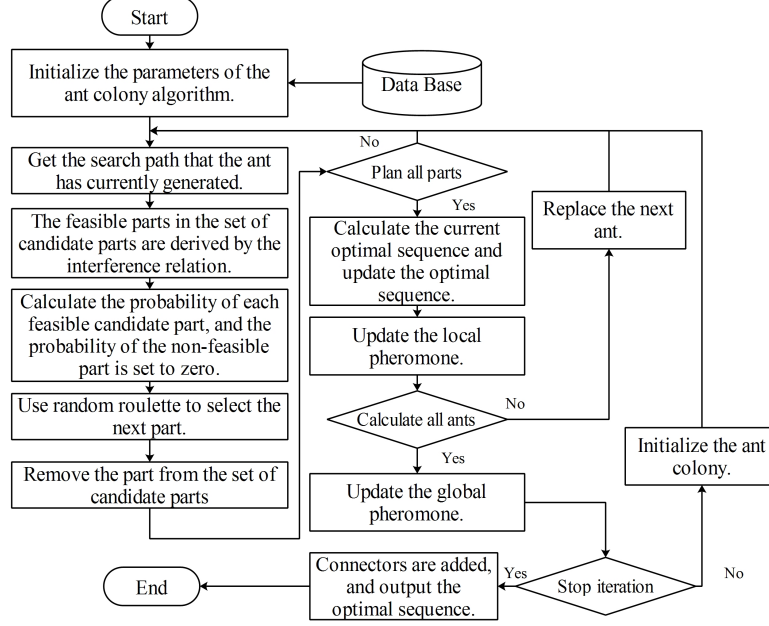 Start
Initialize the parameters of the
ant colony algorithm.
Data Base
Get the search path that the ant
has currently generated.
The feasible parts in the set of
candidate parts are derived by the
interference relation.
Calculate the probability of each
feasible candidate part, and the
probability of the non-feasible
part is set to zero.
Use random roulette to select the
next part.
Remove the part from the set of
candidate parts
No
Plan all parts
Yes
Calculate the current
optimal sequence and
update the optimal
sequence.
Update the local
pheromone.
Calculate all ants
No
Yes
Replace the next
ant.
Update the global
pheromone.
Initialize the ant
colony.
Stop iteration
No
Yes
Connectors are added,
and output the
optimal sequence.
End